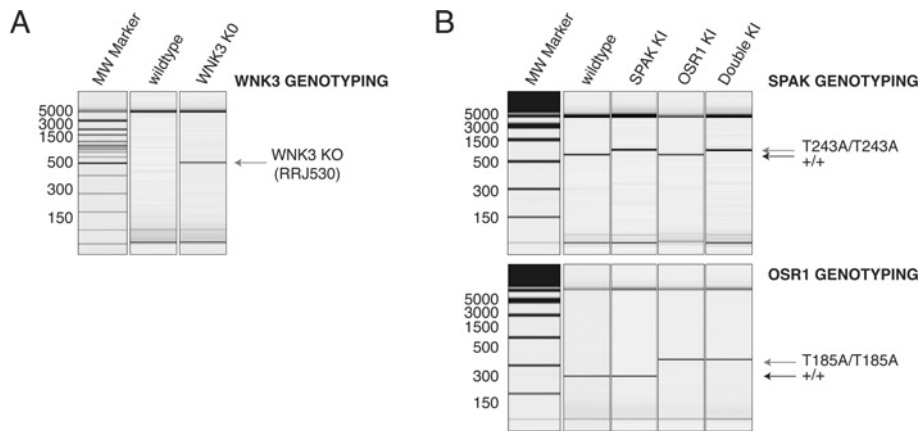 A
MW Marker
wildtype
WNK3 K0
WNK3 GENOTYPING
5000
3000
1500
500
300
150
WNK3 KO
(RRJ530)
B
MW Marker
wildtype
SPAK KI
OSR1 KI
Double KI
SPAK GENOTYPING
5000
3000
1500
500
300
150
T243A/T243A
+/+
OSR1 GENOTYPING
5000
3000
1500
500
300
150
T185A/T185A
+/+